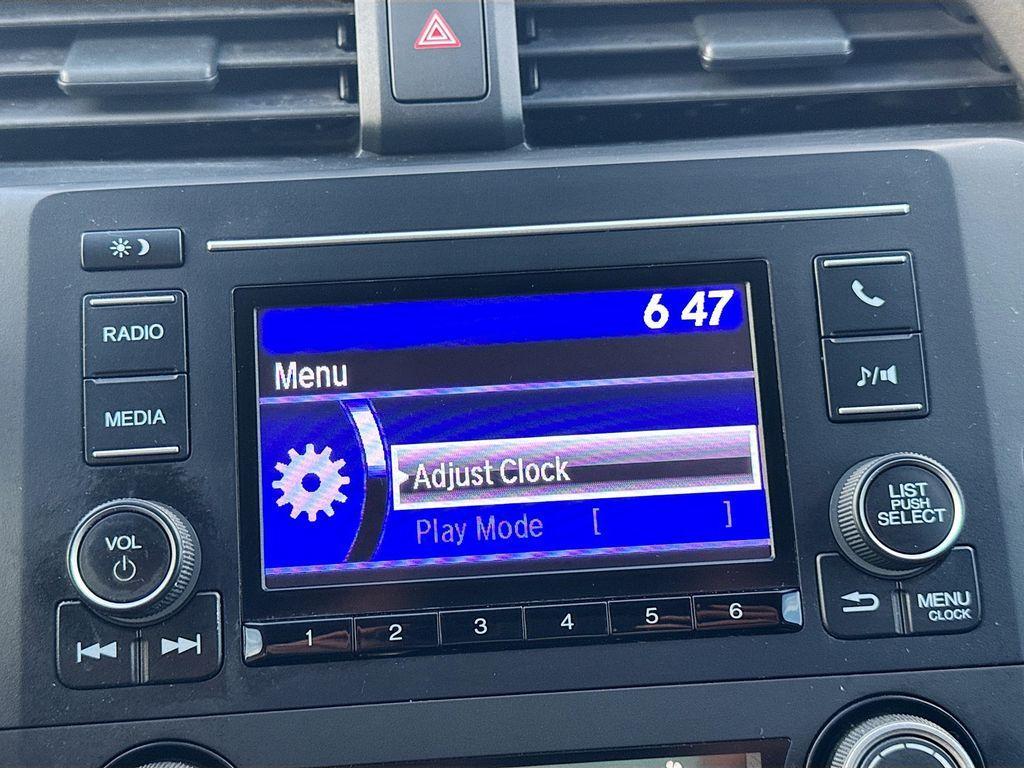 6 47
RADIO
Menu
MEDIA
Adjust Clock
LIST
PUSH
SELECT
Play Mode [ ]
VOL
MENU
CLOCK
1 2 3 4 5 6